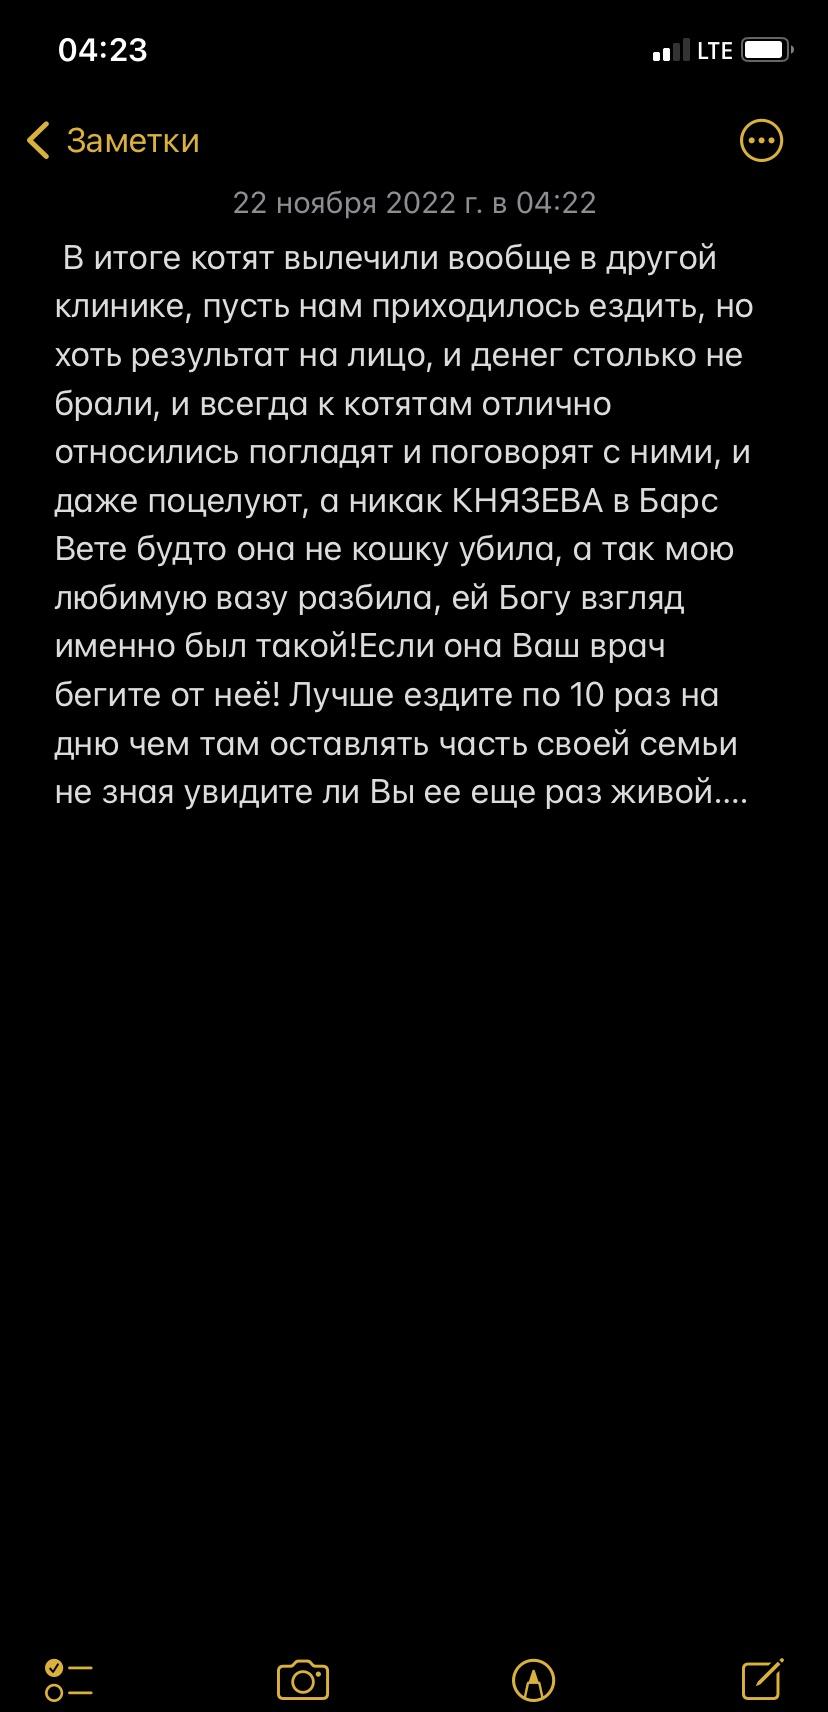 04:23
LTE
Заметки
22 ноября 2022 г. в 04:22
В итоге котят вылечили вообще в другой
клинике, пусть нам приходилось ездить, но
хоть результат на лицо, и денег столько не
брали, и всегда к котятам отлично
относились погладят и поговорят с ними, и
даже поцелуют, а никак КНЯЗЕВА в Барс
Вете будто она не кошку убила, а так мою
любимую вазу разбила, ей Богу взгляд
именно был такой!Если она Ваш врач
бегите от неё! Лучше ездите по 10 раз на
дню чем там оставлять часть своей семьи
не зная увидите ли Вы ее еще раз живой....